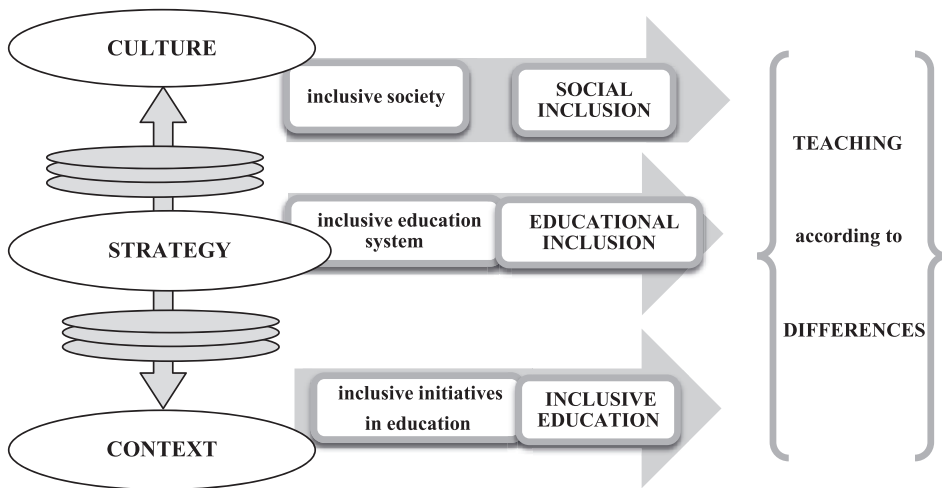 CULTURE
inclusive society
SOCIAL
INCLUSION
STRATEGY
inclusive education
system
EDUCATIONAL
INCLUSION
CONTEXT
inclusive initiatives
in education
INCLUSIVE
EDUCATION
TEACHING
according to
DIFFERENCES